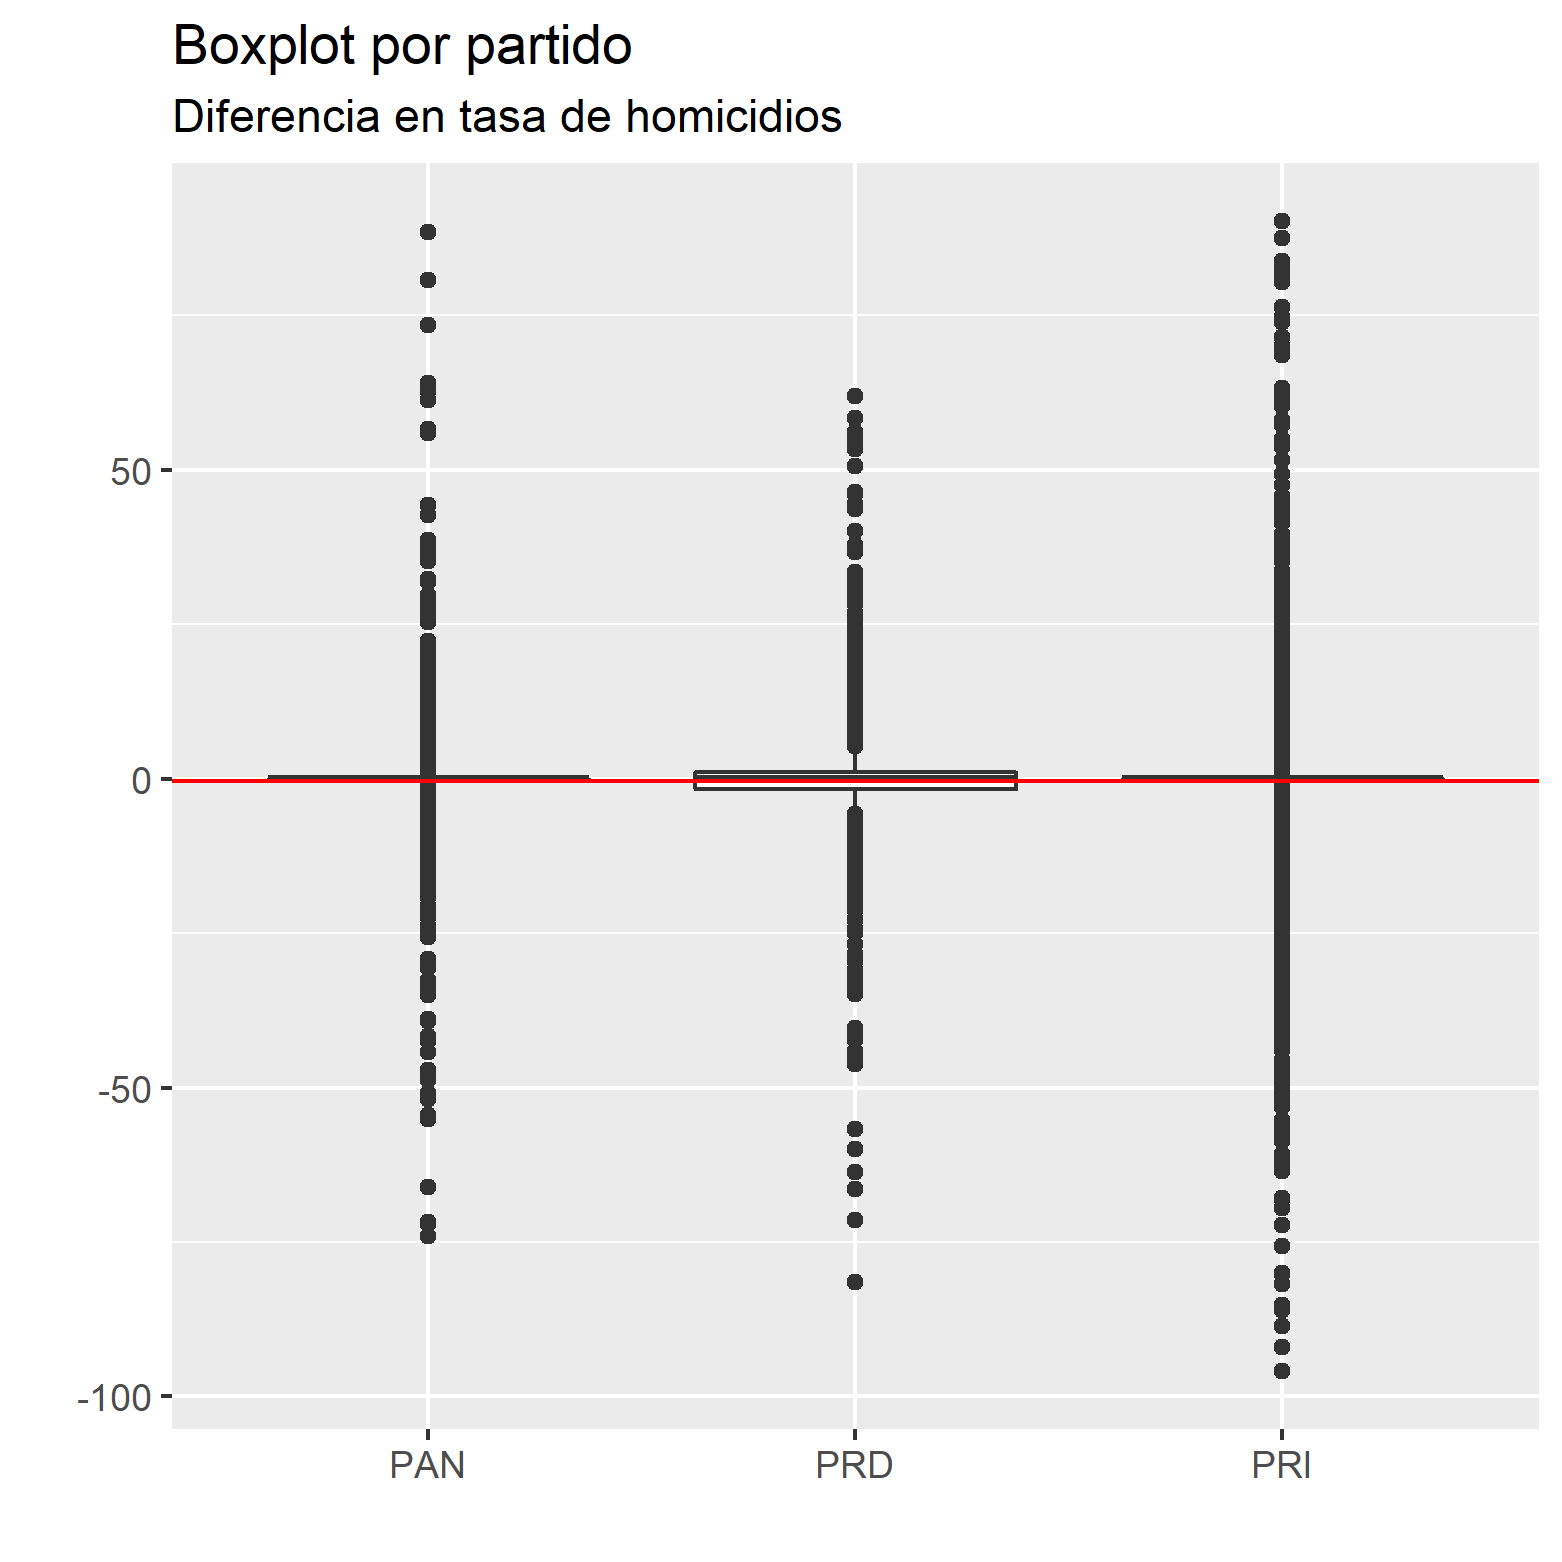 Boxplot por partido
Diferencia en tasa de homicidios
50
0
-50
-100
PAN PRD PRI